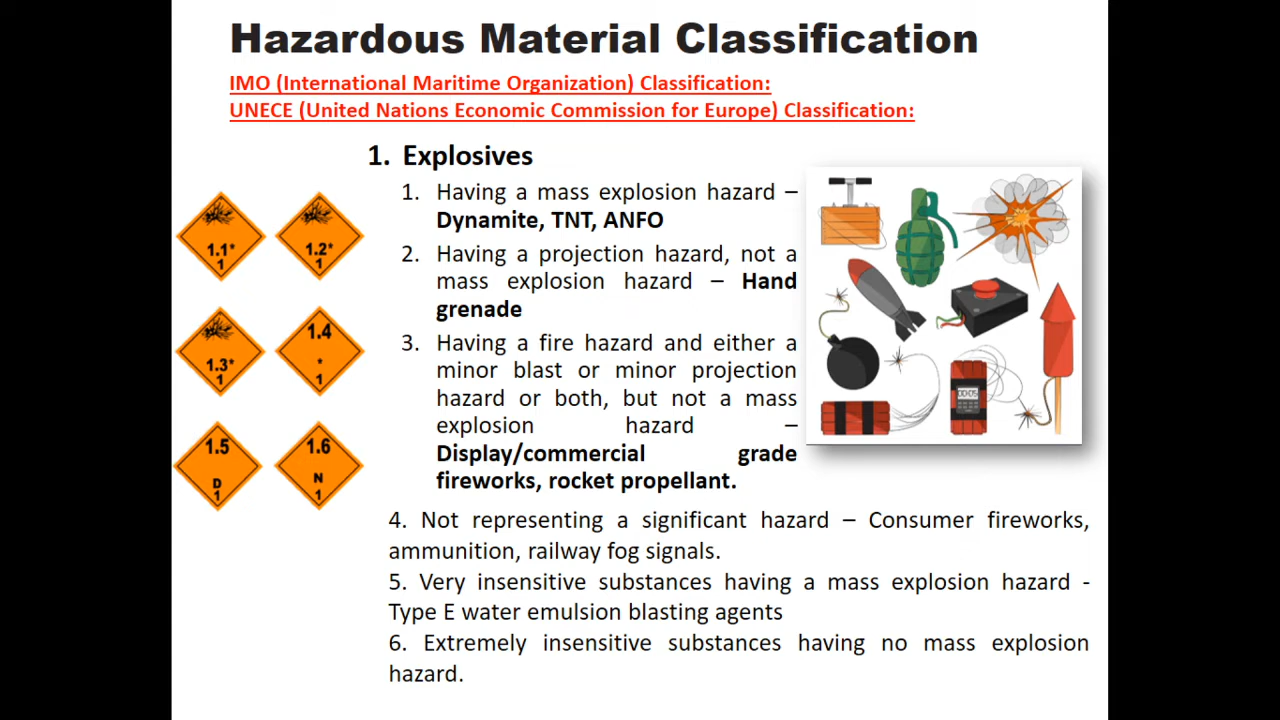 Hazardous Material Classification
IMO (International Maritime Organization) Classification:
UNECE (United Nations Economic Commission for Europe) Classification:
1. Explosives
1. Having a mass explosion hazard –
Dynamite, TNT, ANFO
2. Having a projection hazard, not a
mass explosion hazard – Hand
grenade
3. Having a fire hazard and either a
minor blast or minor projection
hazard or both, but not a mass
explosion hazard –
Display/commercial grade
fireworks, rocket propellant.
4. Not representing a significant hazard – Consumer fireworks,
ammunition, railway fog signals.
5. Very insensitive substances having a mass explosion hazard -
Type E water emulsion blasting agents
6. Extremely insensitive substances having no mass explosion
hazard.
1.1*
1
1.2*
1
1.3*
1
1.4
*
1
1.5
D
1
1.6
N
1
00:05